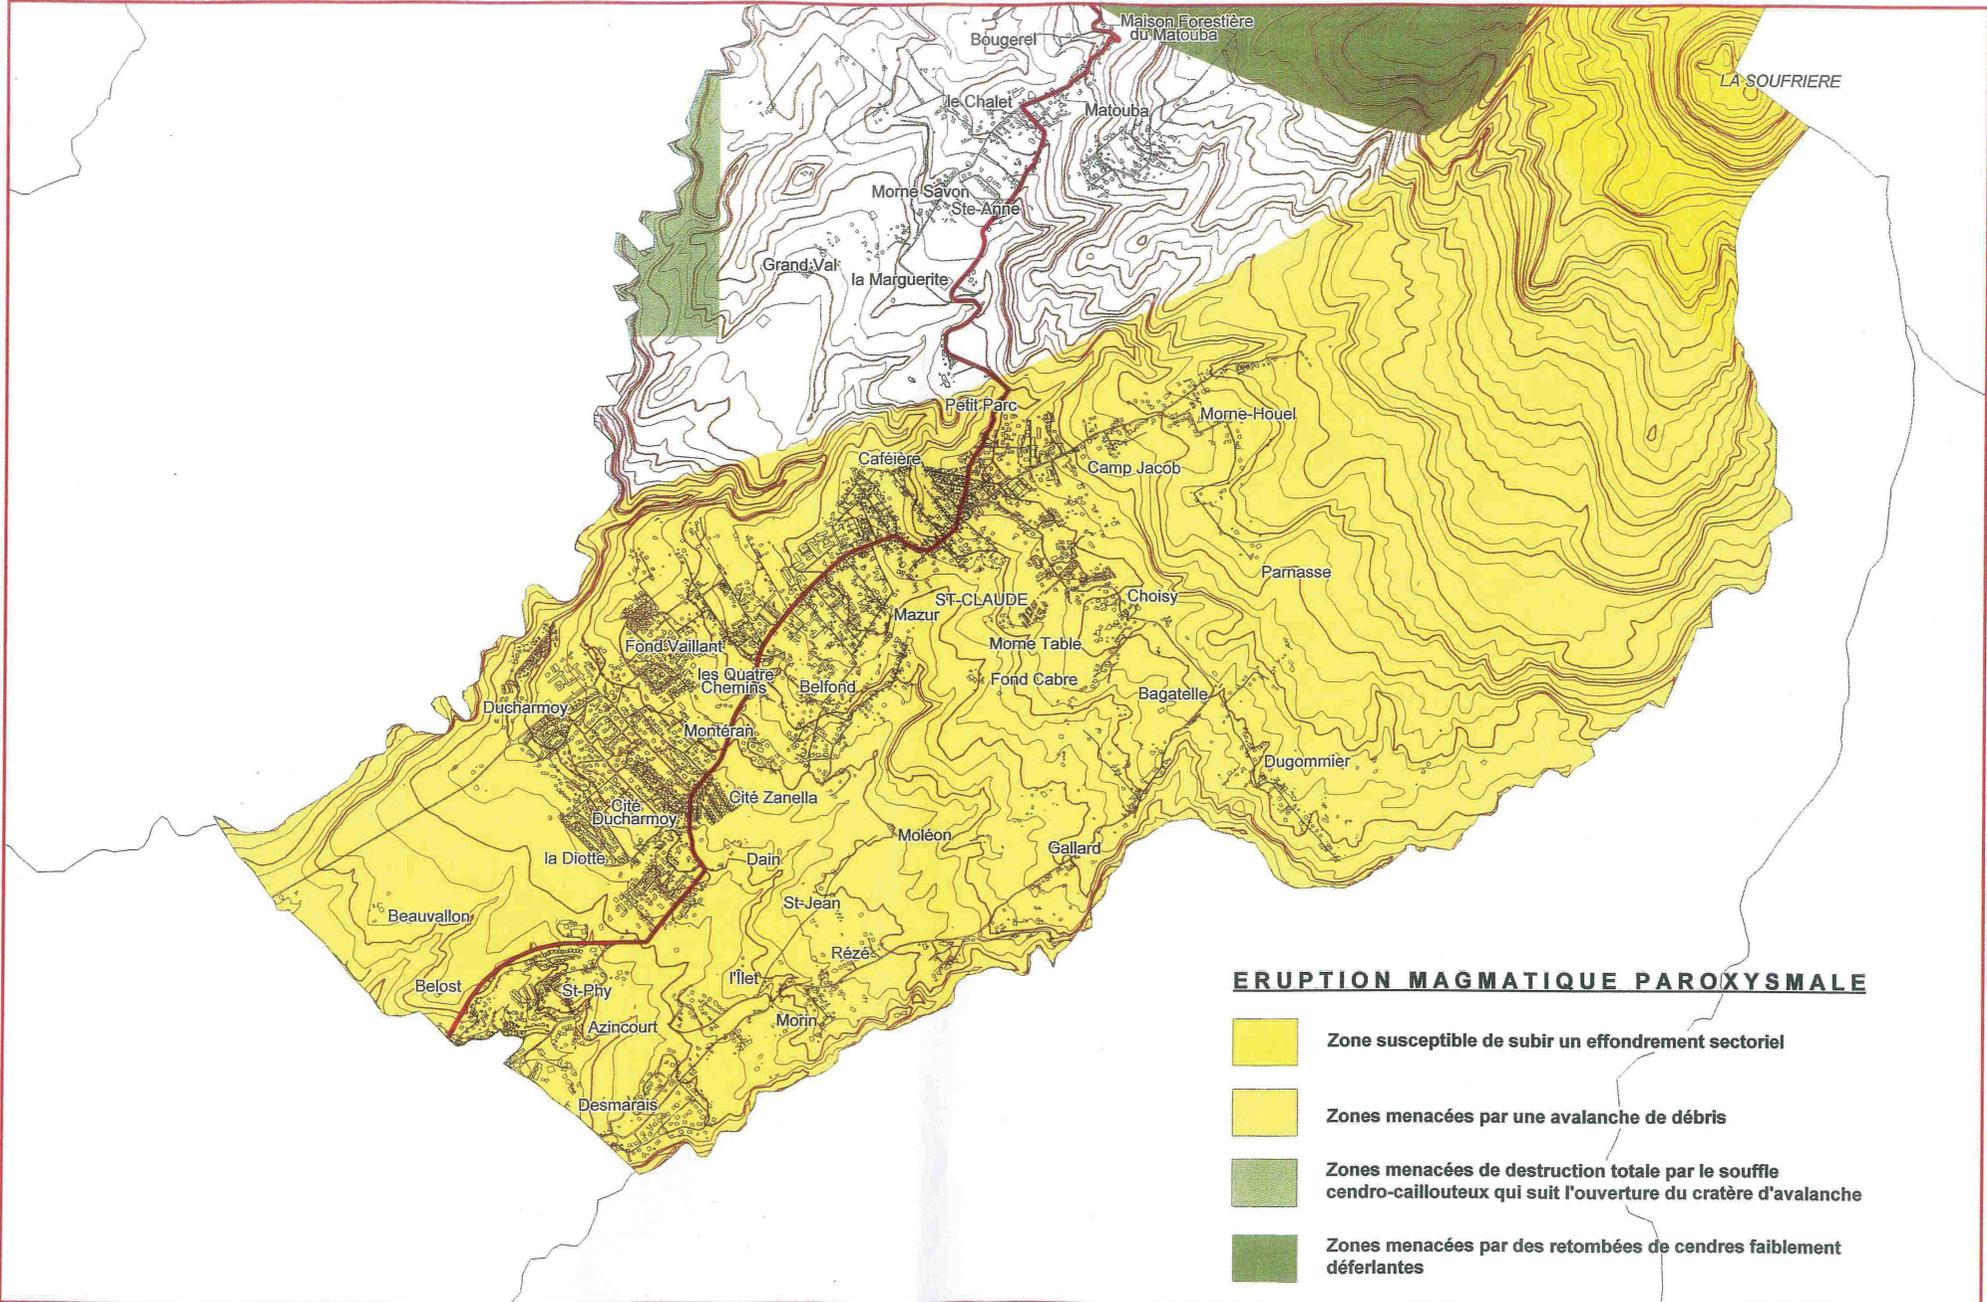 Maison Forestière
du Matouba
Bougerel
LA SOUFRIERE
le Chalet
Matouba
Morne Savon
Ste-Anne
Grand Val
la Marguerite
Petit Parc
Morne-Houel
Caféière
Camp Jacob
Parnasse
Choisy
ST-CLAUDE
Mazur
Morne Table
Fond Vaillant
les Quatre
Chemins
Belfond
Fond Cabre
Bagatelle
Ducharmoy
Montéran
Dugommier
Cité Zanella
Cité
Ducharmoy
Moléon
Gallard
la Diotte
Dain
St-Jean
Beauvallon
Rézé
l'Îlet
Belost
St-Phy
Morin
Azincourt
Desmarais
ERUPTION MAGMATIQUE PAROXYSMALE
Zone susceptible de subir un effondrement sectoriel
Zones menacées par une avalanche de débris
Zones menacées de destruction totale par le souffle
cendro-caillouteux qui suit l'ouverture du cratère d'avalanche
Zones menacées par des retombées de cendres faiblement
déferlantes